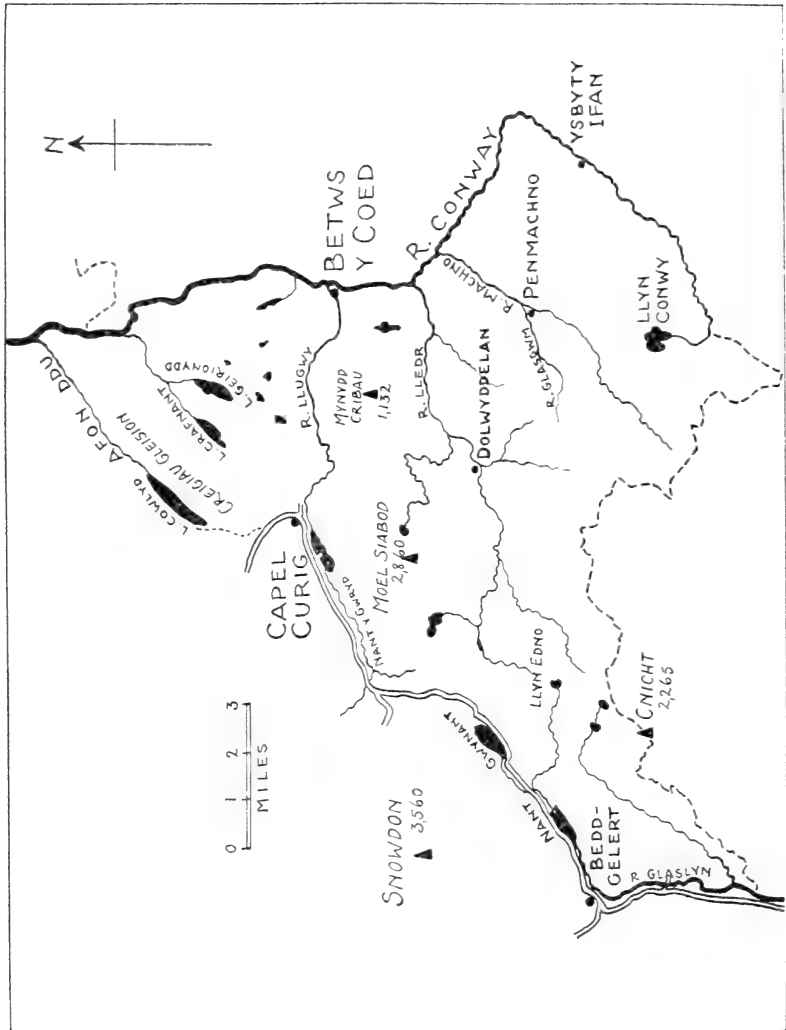 N
AFON DDU
CREIGIAU GLEISION
L. COWLYD
L. CRAFNANT
L. GEIRIONYDD
CAPEL
CURIG
NANT Y GWRYD
R. LLUGWY
BETWS
Y COED
0 1 2 3
MILES
SNOWDON
3,560
MOEL SIABOD
2,860
MYNYDD
CRIBAU
1,132
R. LLEDR
R. CONWAY
R. MACHNO
DOLWYDDELAN
R. GLASGWM
PENMACHNO
YSBYTY
IFAN
GWYNANT
NANT
LLYN EDNO
BEDD-
GELERT
R GLASLYN
CNICHT
2,265
LLYN
CONWY